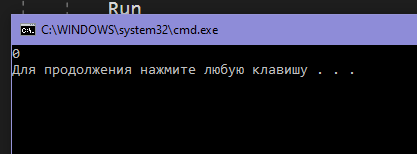 Run
C:\WINDOWS\system32\cmd.exe
0
Для продолжения нажмите любую клавишу . . .